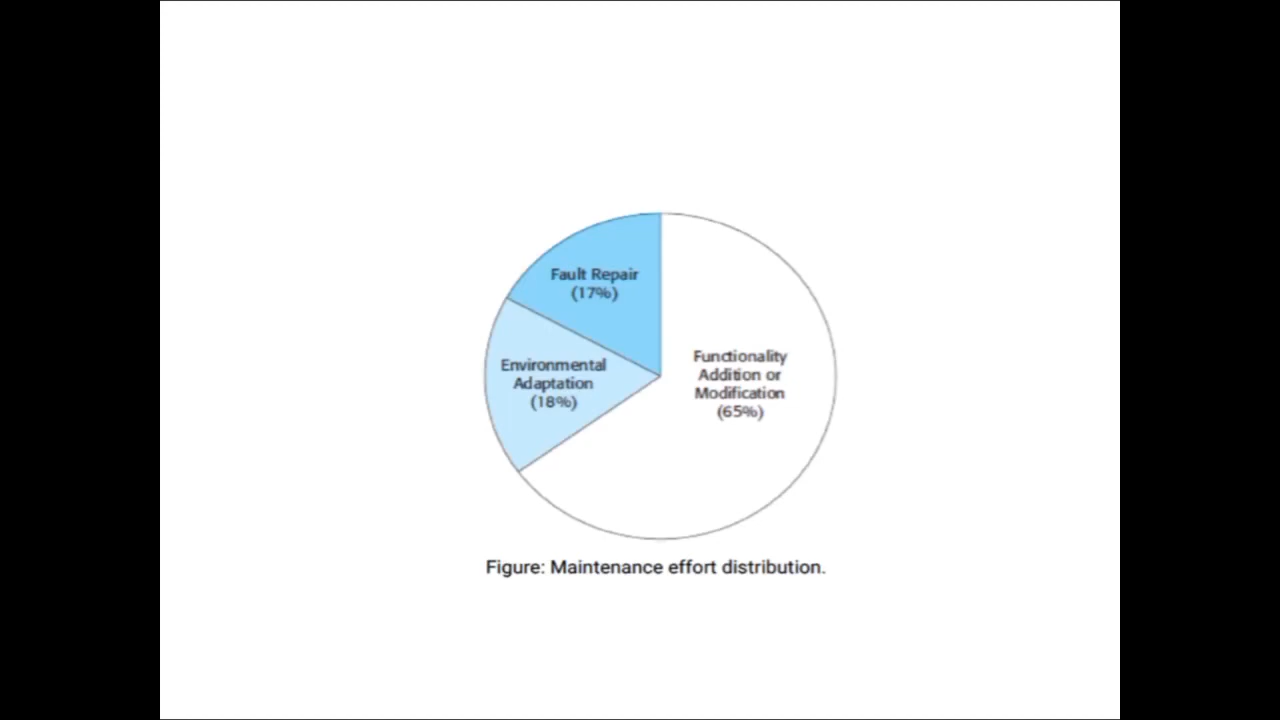 Fault Repair
(17%)
Environmental
Adaptation
(18%)
Functionality
Addition or
Modification
(65%)
Figure: Maintenance effort distribution.